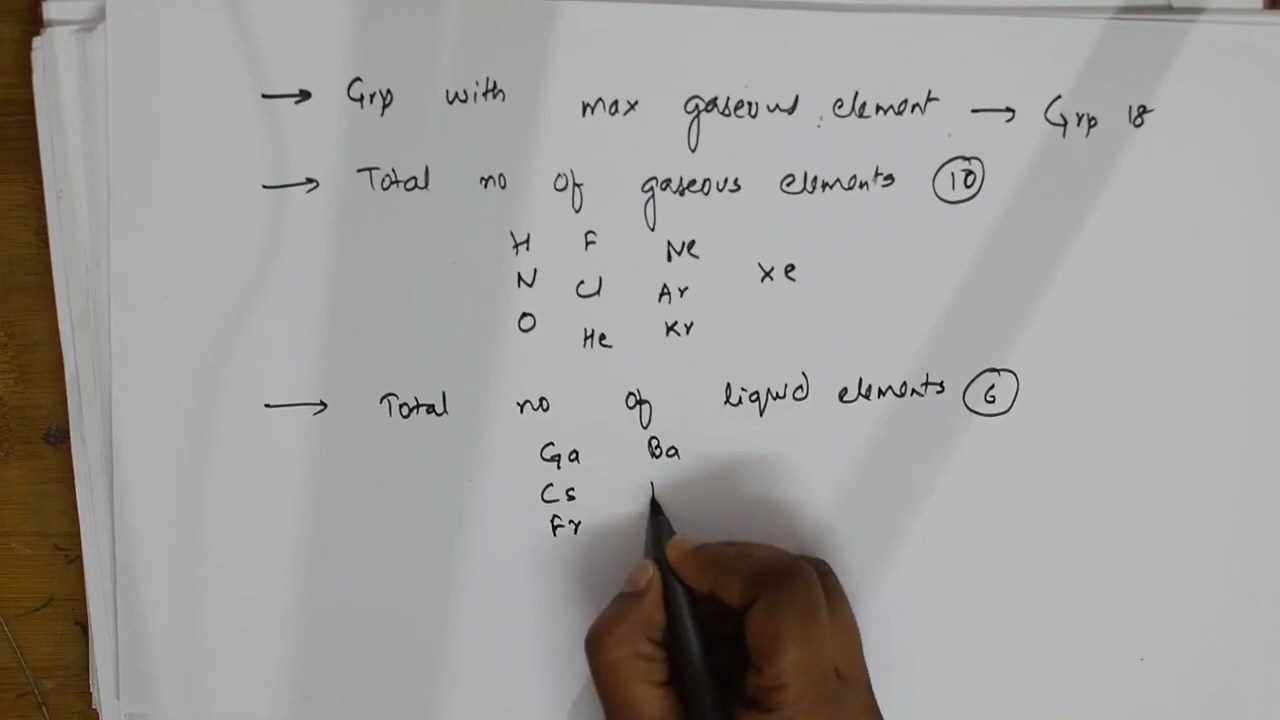 → Grp with max gaseous element → Grp 18
→ Total no of gaseous elements 10
H F Ne
N Cl Ar Xe
O He Kr
→ Total no of liquid elements 6
Ga Ba
Cs
Fr